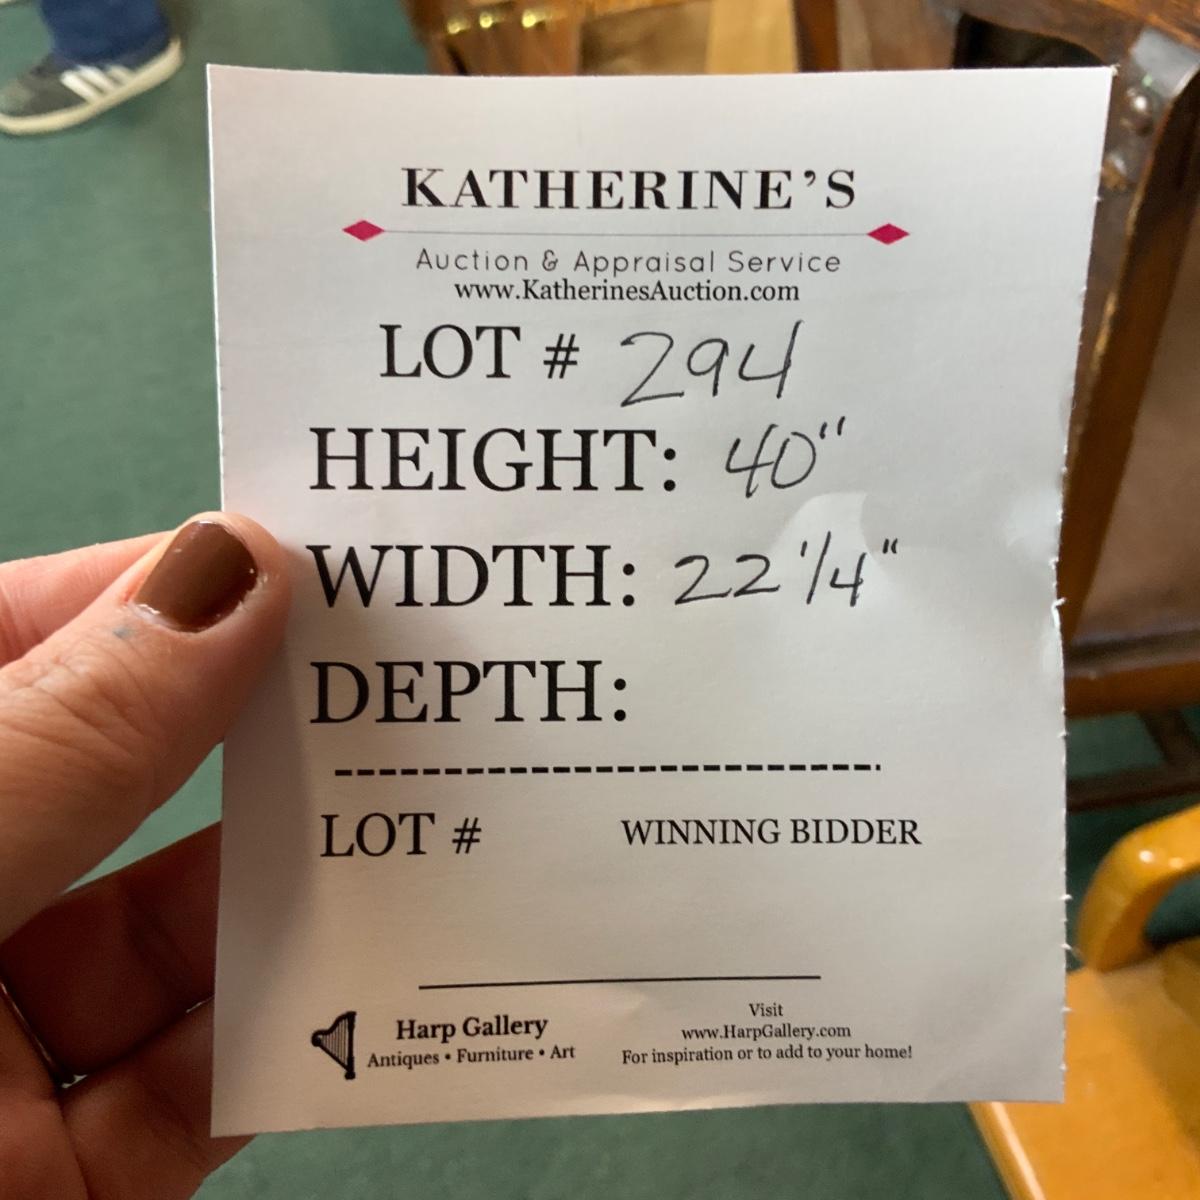 KATHERINE'S
Auction & Appraisal Service
www.KatherinesAuction.com
LOT # 294
HEIGHT: 40"
WIDTH: 22 1/4"
DEPTH:
LOT # WINNING BIDDER
Harp Gallery
Antiques • Furniture • Art
Visit
www.HarpGallery.com
For inspiration or to add to your home!